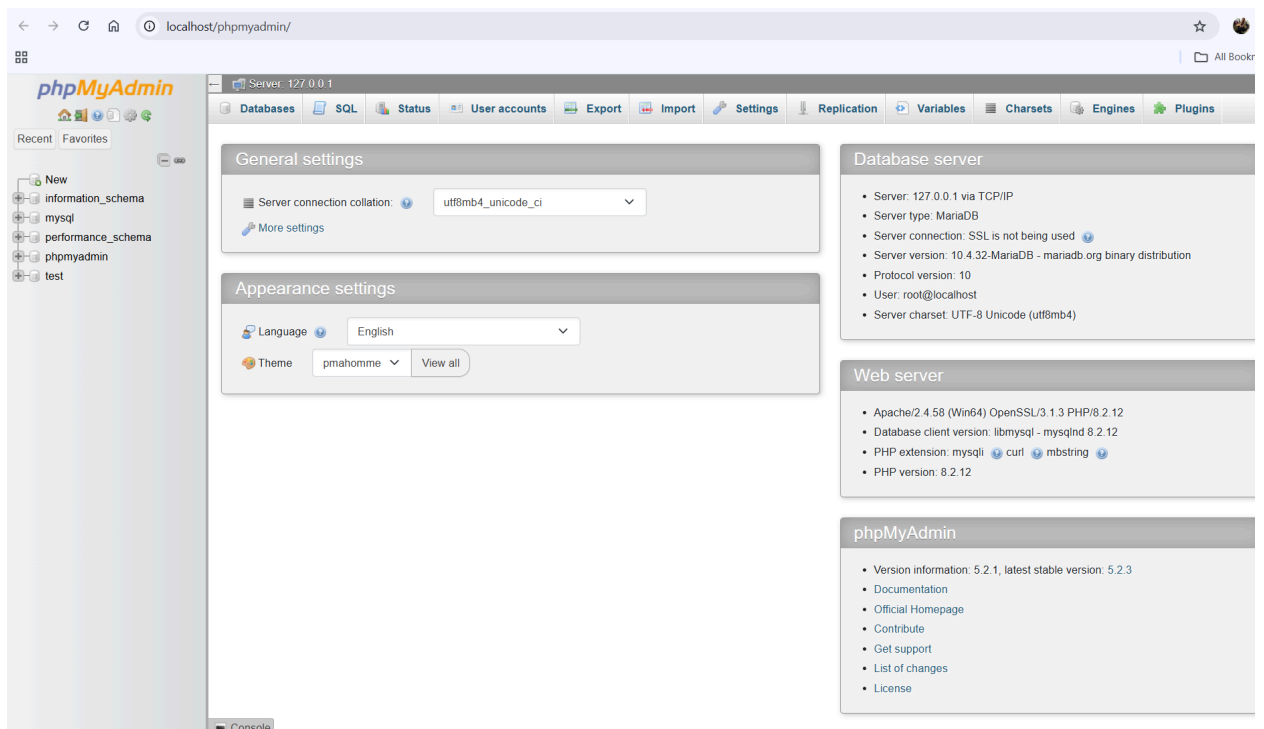 localhost/phpmyadmin/
All Bookr
phpMyAdmin
Recent Favorites
New
information_schema
mysql
performance_schema
phpmyadmin
test
Server: 127.0.0.1
Databases SQL Status User accounts Export Import Settings Replication Variables Charsets Engines Plugins
General settings
Server connection collation: utf8mb4_unicode_ci
More settings
Appearance settings
Language English
Theme pmahomme View all
Database server
Server: 127.0.0.1 via TCP/IP
Server type: MariaDB
Server connection: SSL is not being used
Server version: 10.4.32-MariaDB - mariadb.org binary distribution
Protocol version: 10
User: root@localhost
Server charset: UTF-8 Unicode (utf8mb4)
Web server
Apache/2.4.58 (Win64) OpenSSL/3.1.3 PHP/8.2.12
Database client version: libmysql - mysqlnd 8.2.12
PHP extension: mysqli curl mbstring
PHP version: 8.2.12
phpMyAdmin
Version information: 5.2.1, latest stable version: 5.2.3
Documentation
Official Homepage
Contribute
Get support
List of changes
License
Console